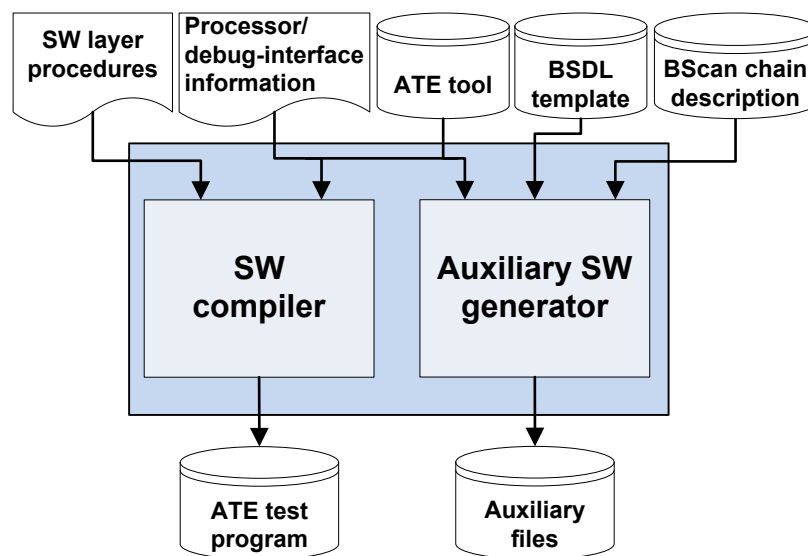 SW layer
procedures
Processor/
debug-interface
information
ATE tool
BSDL
template
BScan chain
description
SW
compiler
Auxiliary SW
generator
ATE test
program
Auxiliary
files